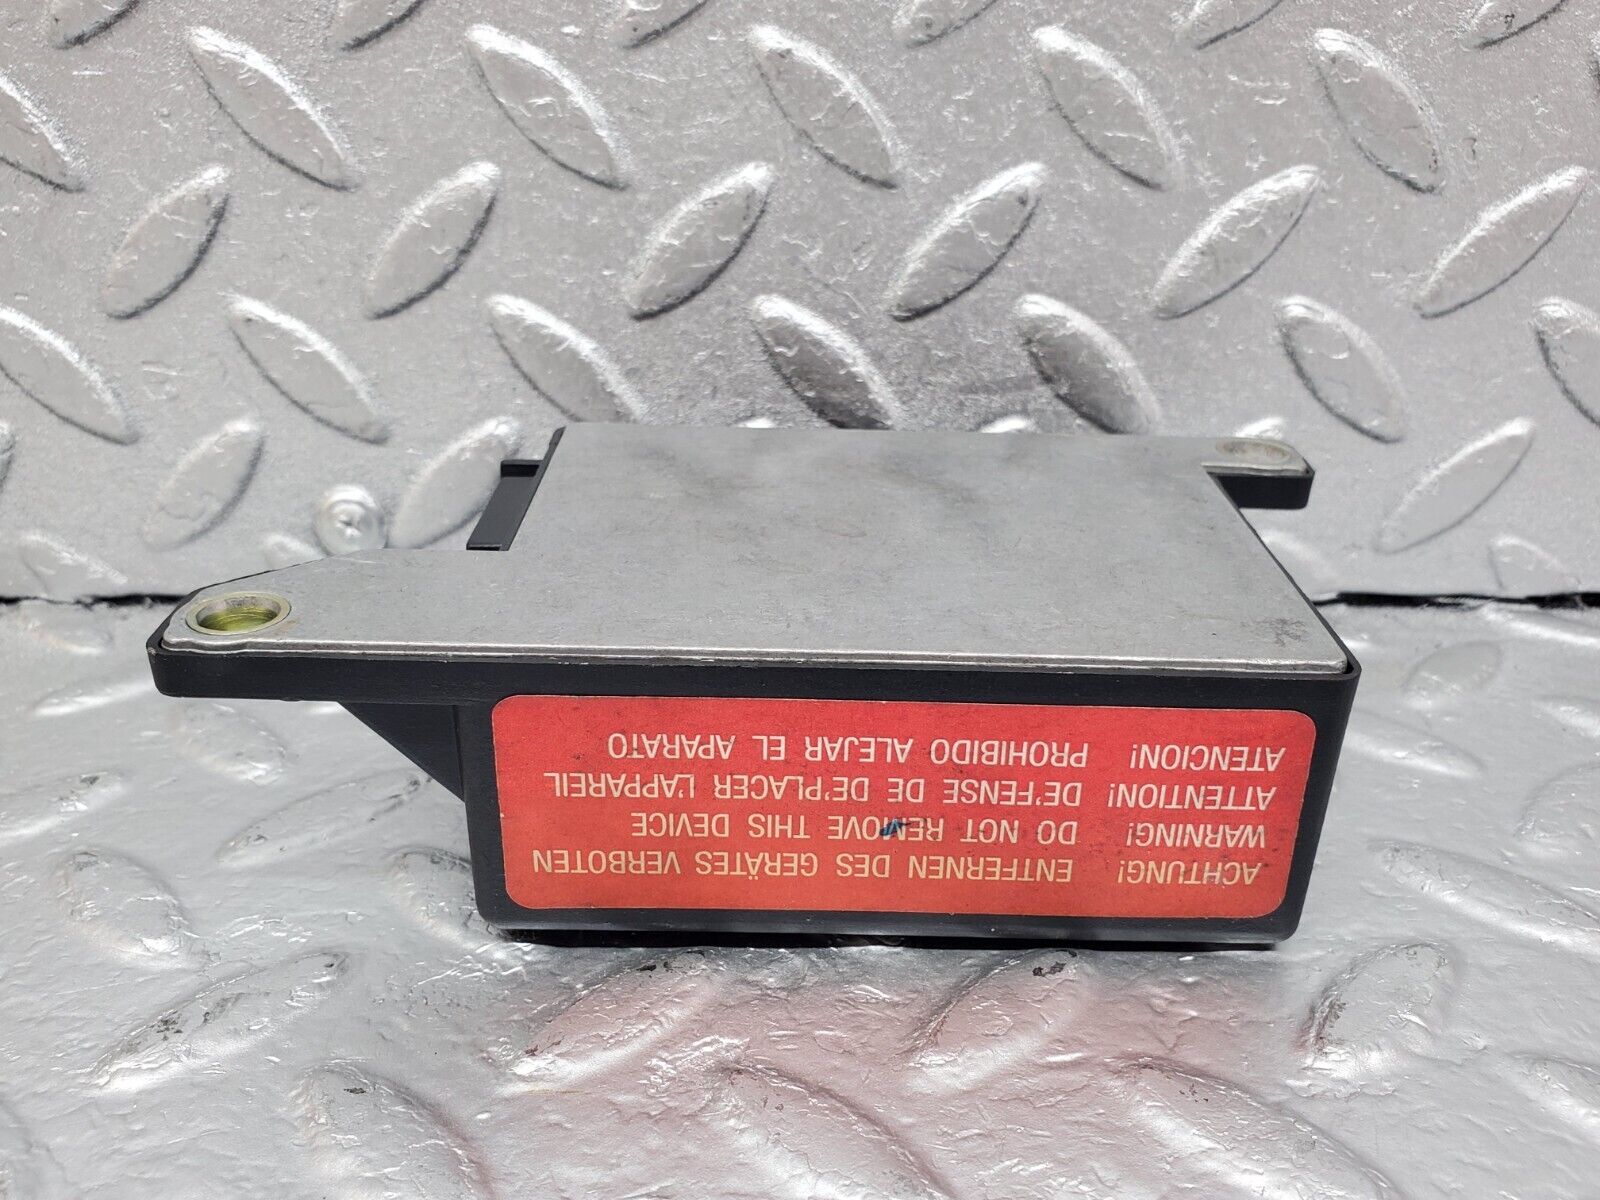 ACHTUNG! ENTFERNEN DES GERÄTES VERBOTEN
WARNING! DO NOT REMOVE THIS DEVICE
ATTENTION! DE'FENSE DE DE'PLACER L'APPAREIL
ATENCION! PROHIBIDO ALEJAR EL APARATO